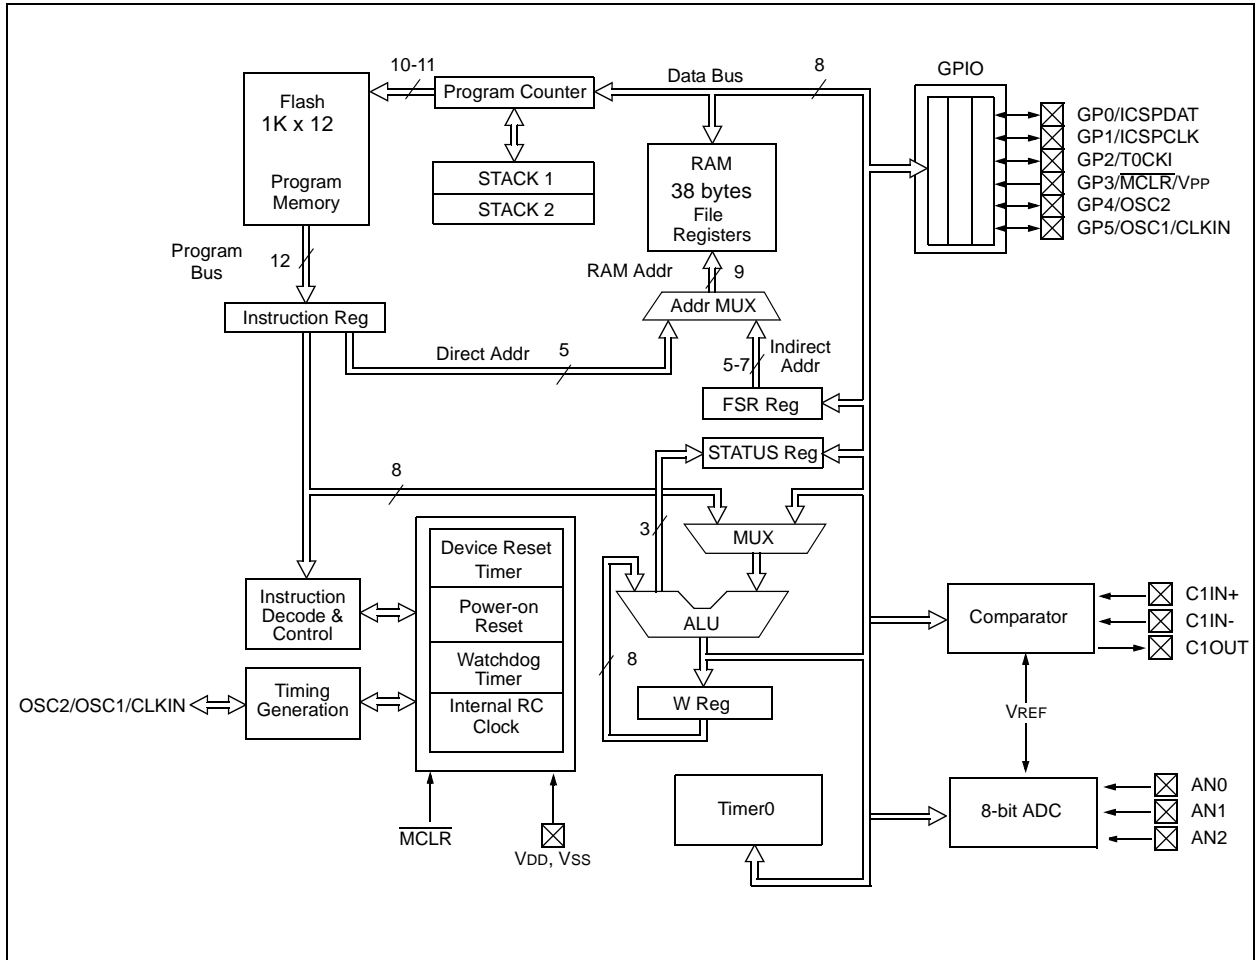 10-11
Program Counter
Data Bus
8
GPIO
Flash
1K x 12
Program
Memory
STACK 1
STACK 2
RAM
38 bytes
File
Registers
GP0/ICSPDAT
GP1/ICSPCLK
GP2/T0CKI
GP3/MCLR/VPP
GP4/OSC2
GP5/OSC1/CLKIN
Program
Bus
12
RAM Addr
9
Instruction Reg
Addr MUX
Direct Addr
5
5-7
Indirect
Addr
FSR Reg
STATUS Reg
8
3
MUX
Device Reset
Timer
Power-on
Reset
Watchdog
Timer
Internal RC
Clock
Instruction
Decode &
Control
ALU
8
Comparator
C1IN+
C1IN-
C1OUT
OSC2/OSC1/CLKIN
Timing
Generation
W Reg
VREF
MCLR
VDD, VSS
Timer0
8-bit ADC
AN0
AN1
AN2